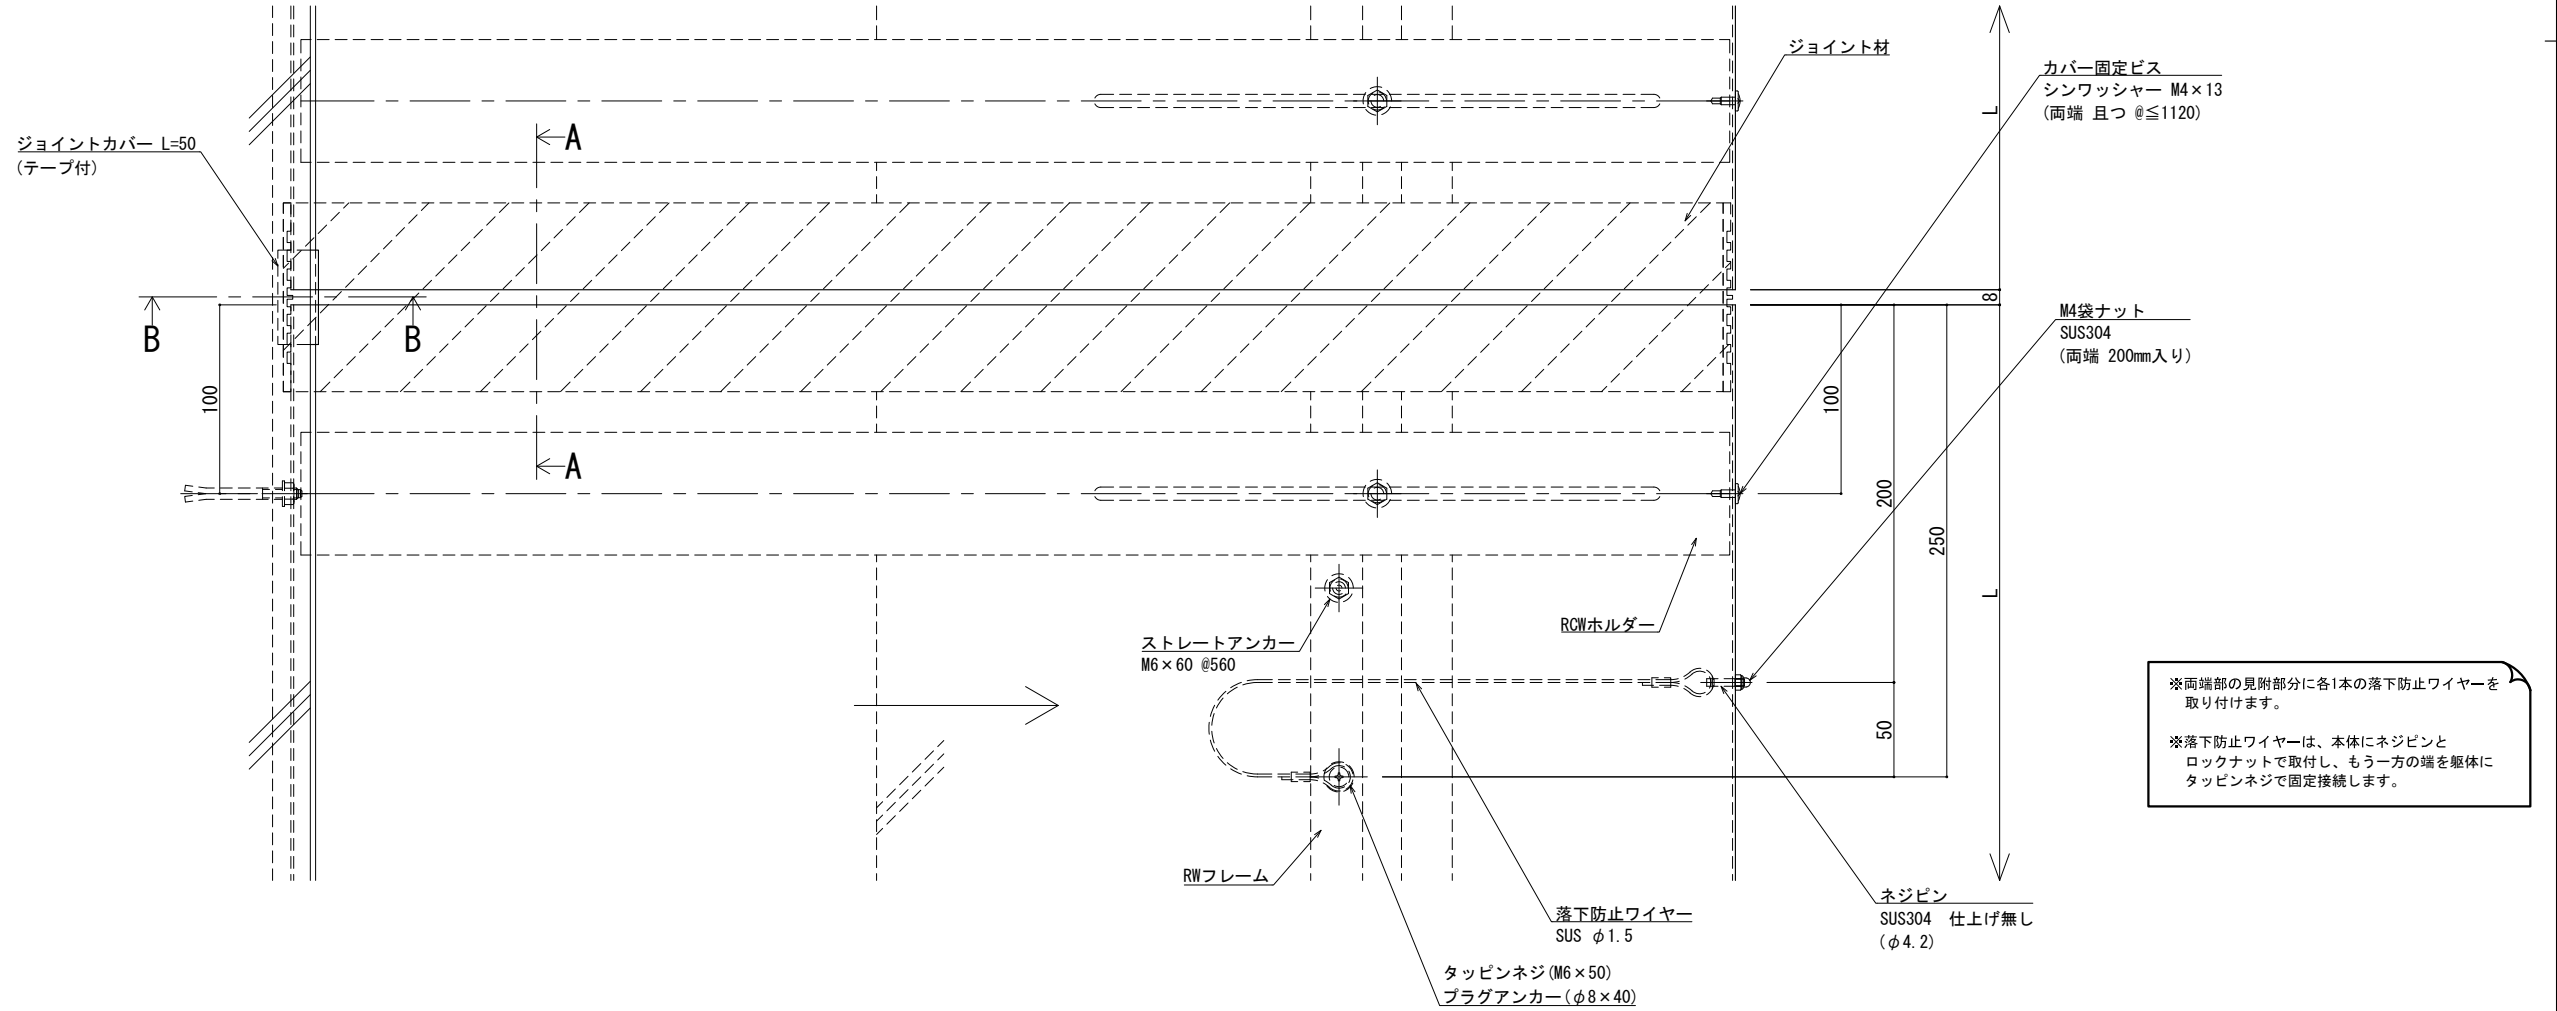 ジョイント材
カバー固定ビス
シンワッシャー M4×13
(両端 且つ @≦1120)
ジョイントカバー L=50
(テープ付)
A
L
B
B
8
M4袋ナット
SUS304
(両端 200mm入り)
100
100
A
200
250
L
ストレートアンカー
M6×60 @560
RCWホルダー
50
※両端部の見附部分に各1本の落下防止ワイヤーを
取り付けます。
※落下防止ワイヤーは、本体にネジピンと
ロックナットで取付し、もう一方の端を躯体に
タッピンネジで固定接続します。
RWフレーム
落下防止ワイヤー
SUS φ1.5
ネジピン
SUS304 仕上げ無し
(φ4.2)
タッピンネジ(M6×50)
プラグアンカー(φ8×40)